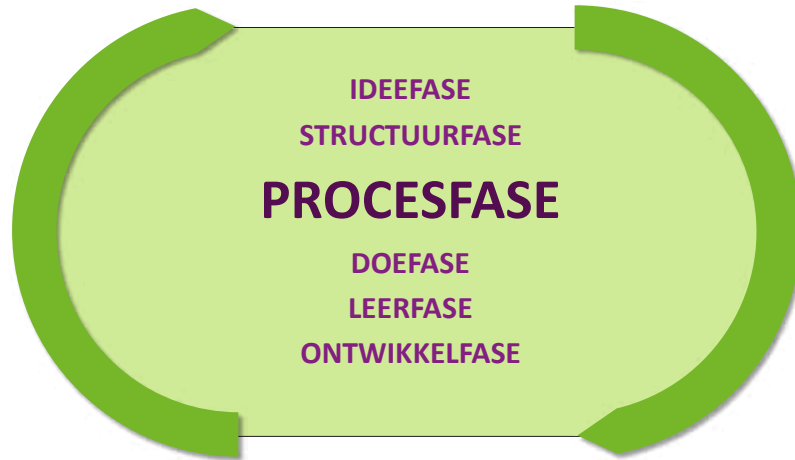 IDEEFASE
STRUCTUURFASE
PROCESFASE
DOEFASE
LEERFASE
ONTWIKKELFASE